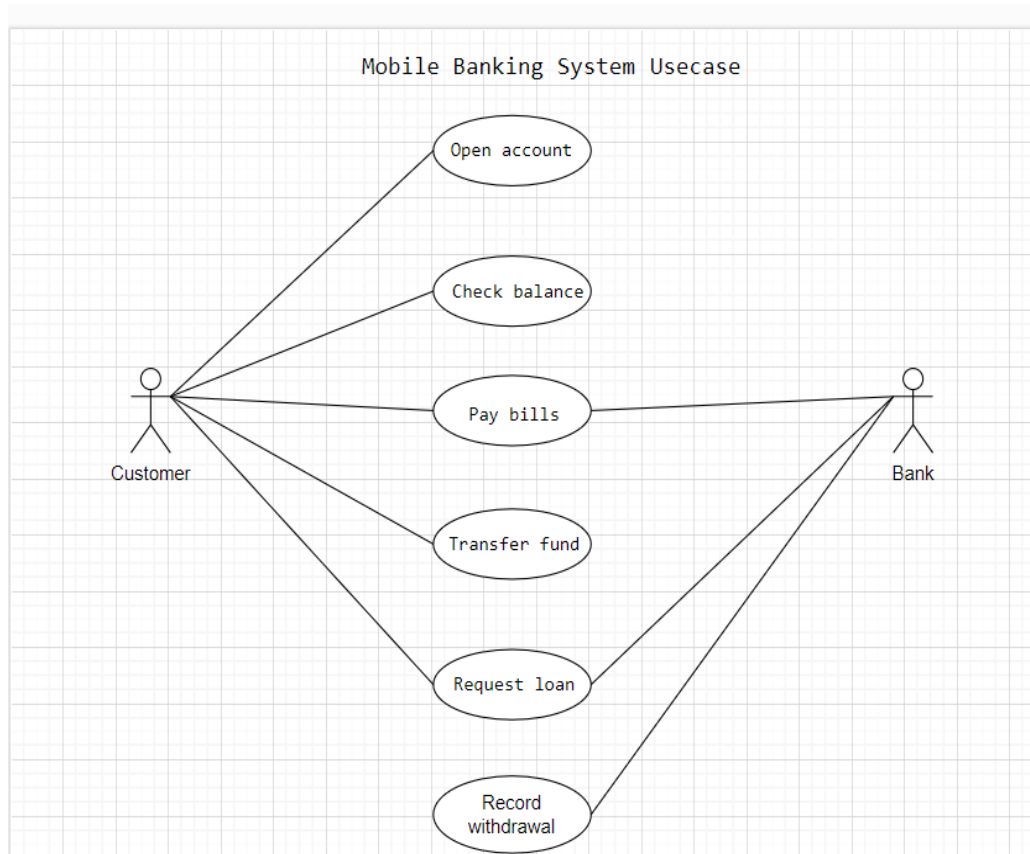 Mobile Banking System Usecase
Open account
Check balance
Pay bills
Customer
Bank
Transfer fund
Request loan
Record
withdrawal